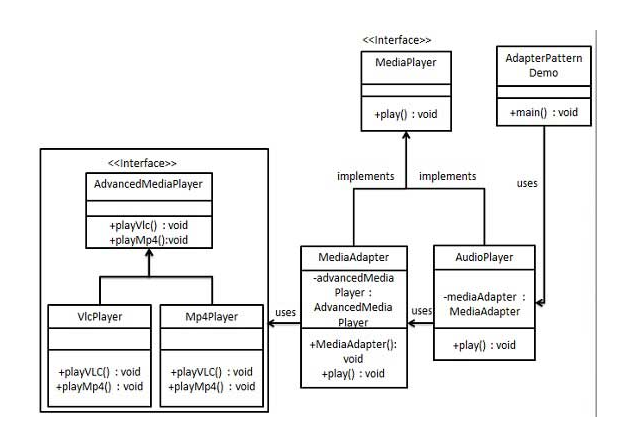 <<Interface>>
MediaPlayer
+play() : void
AdapterPattern
Demo
+main() : void
implements
implements
uses
<<Interface>>
AdvancedMediaPlayer
+playVlc() : void
+playMp4():void
VlcPlayer
+playVLC() : void
+playMp4() : void
Mp4Player
+playVLC() : void
+playMp4() : void
uses
MediaAdapter
-advancedMedia
Player :
AdvancedMedia
Player
+MediaAdapter():
void
+play() : void
uses
AudioPlayer
-mediaAdapter :
MediaAdapter
+play() : void